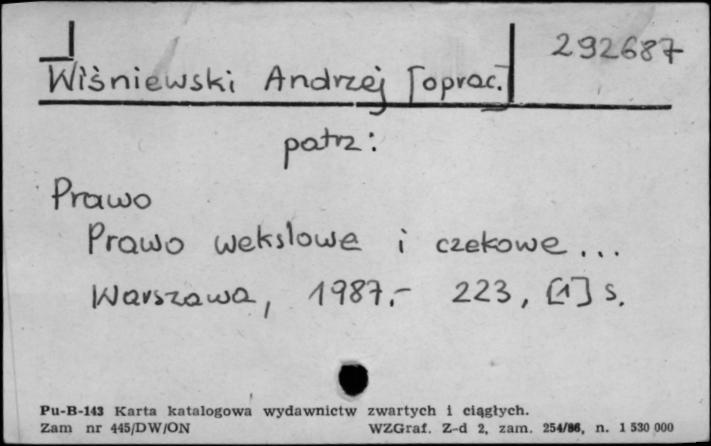 292687
Wiśniewski Andrzej [oprac.]
patrz:
Prawo
Prawo wekslowe i czekowe...
Warszawa, 1987.- 223, [1] s.
Pu-B-143 Karta katalogowa wydawnictw zwartych i ciągłych.
Zam nr 445/DW/ON WZGraf. Z-d 2, zam. 254/86, n. 1 530 000